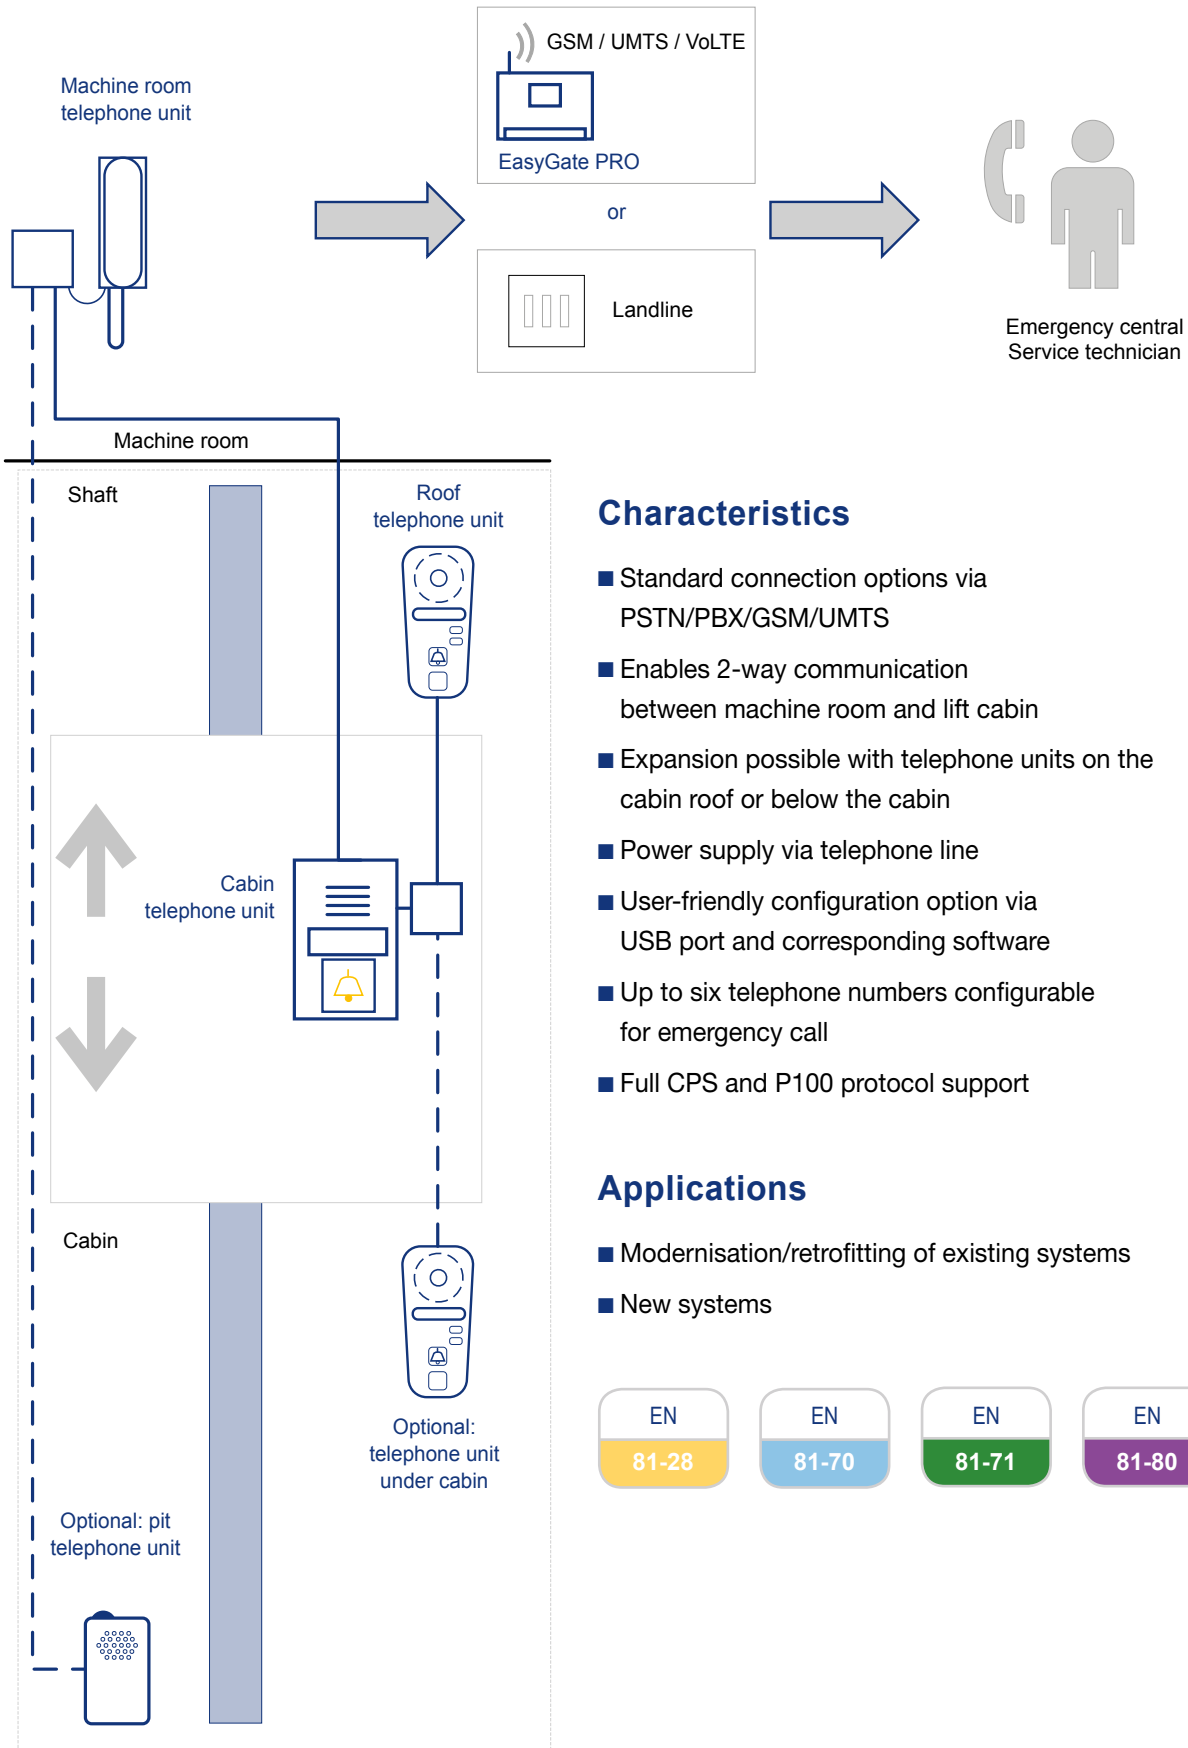 GSM / UMTS / VoLTE
Machine room
telephone unit
EasyGate PRO
or
Landline
Emergency central
Service technician
Machine room
Shaft
Roof
telephone unit
Cabin
telephone unit
Cabin
Optional:
telephone unit
under cabin
Optional: pit
telephone unit
Characteristics
■ Standard connection options via
PSTN/PBX/GSM/UMTS
■ Enables 2-way communication
between machine room and lift cabin
■ Expansion possible with telephone units on the
cabin roof or below the cabin
■ Power supply via telephone line
■ User-friendly configuration option via
USB port and corresponding software
■ Up to six telephone numbers configurable
for emergency call
■ Full CPS and P100 protocol support
Applications
■ Modernisation/retrofitting of existing systems
■ New systems
EN
81-28
EN
81-70
EN
81-71
EN
81-80